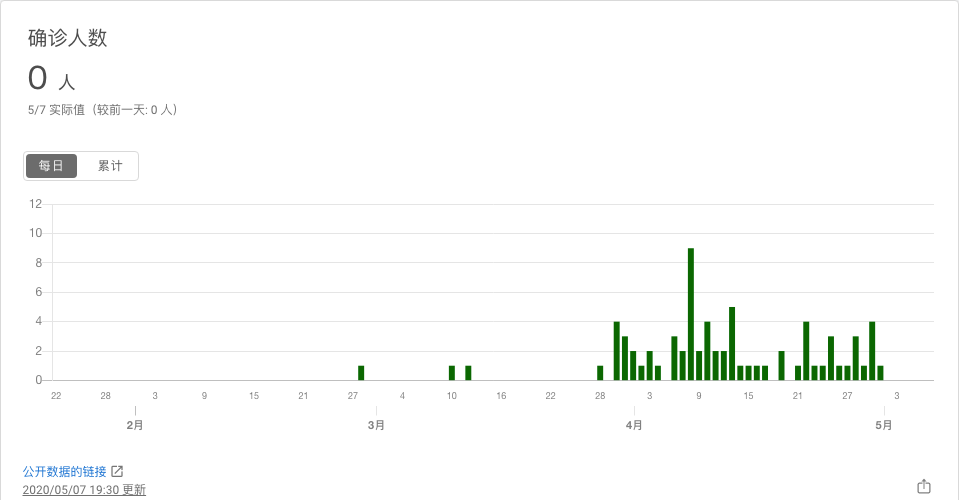 确诊人数
0 人
5/7 实际值（较前一天: 0 人）
每日 累计
12
10
8
6
4
2
0
22 28 3 9 15 21 27 4 10 16 22 28 3 9 15 21 27 3
2月 3月 4月 5月
公开数据的链接
2020/05/07 19:30 更新